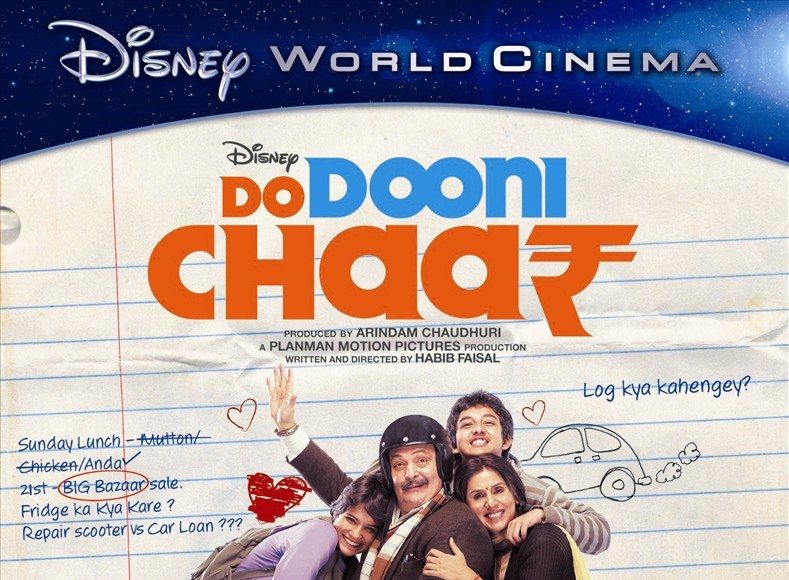 DISNEY WORLD CINEMA
DISNEY
DO DOONI
CHAA₹
PRODUCED BY ARINDAM CHAUDHURI
A PLANMAN MOTION PICTURES PRODUCTION
WRITTEN AND DIRECTED BY HABIB FAISAL
Log kya kahengey?
Sunday Lunch - Mutton/
Chicken/Anda✓
21st - BIG Bazaar sale.
Fridge ka Kya Kare ?
Repair scooter vs Car Loan ???